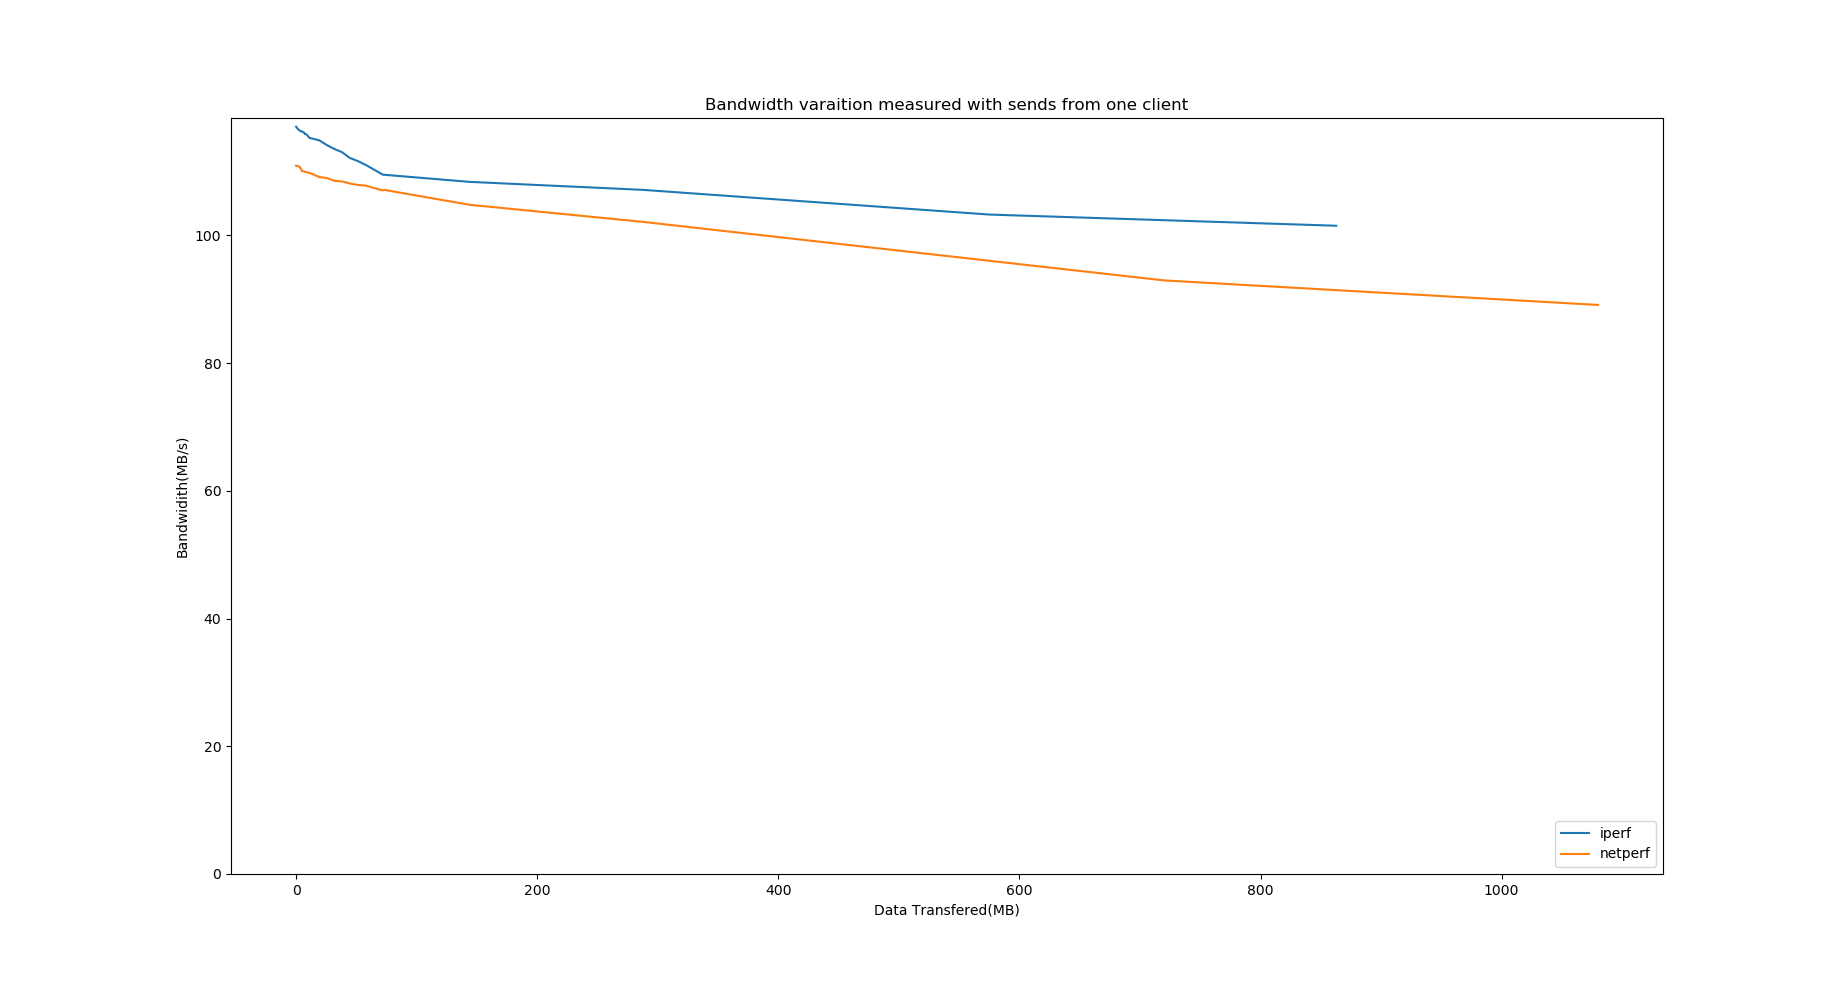 Bandwidth varaition measured with sends from one client
100
80
60
40
20
0
Bandwidith(MB/s)
0 200 400 600 800 1000
Data Transfered(MB)
iperf
netperf